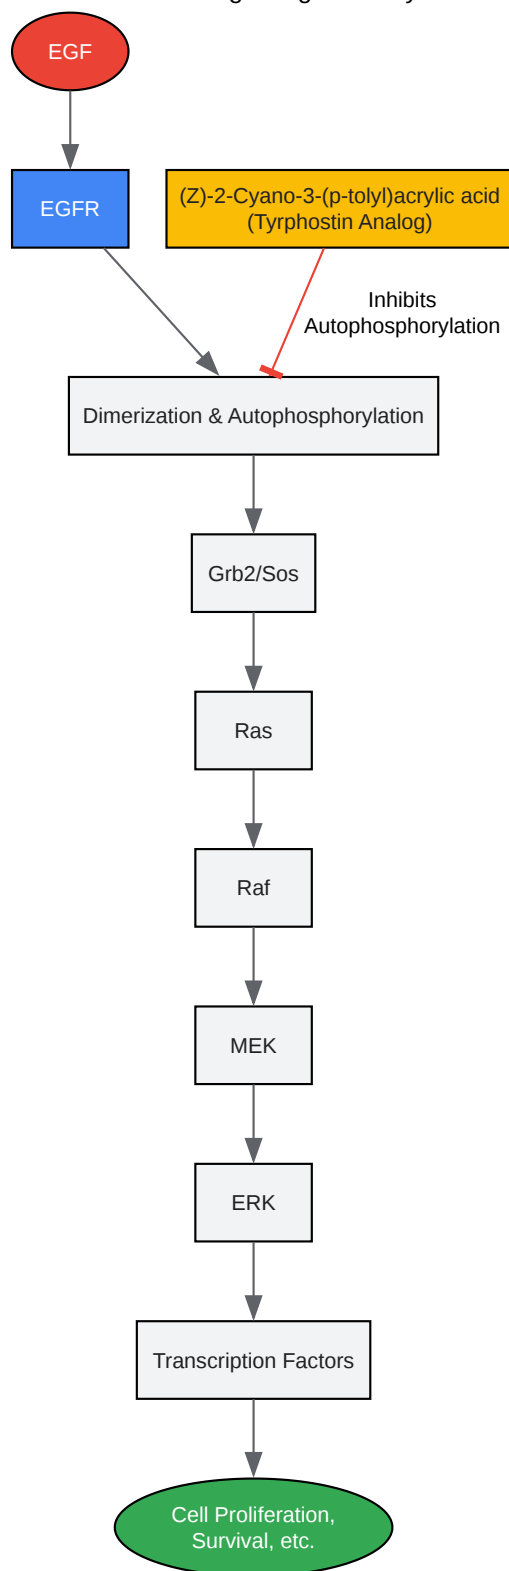 EGF
EGFR
(Z)-2-Cyano-3-(p-tolyl)acrylic acid
(Tyrphostin Analog)
Inhibits
Autophosphorylation
Dimerization & Autophosphorylation
Grb2/Sos
Ras
Raf
MEK
ERK
Transcription Factors
Cell Proliferation,
Survival, etc.